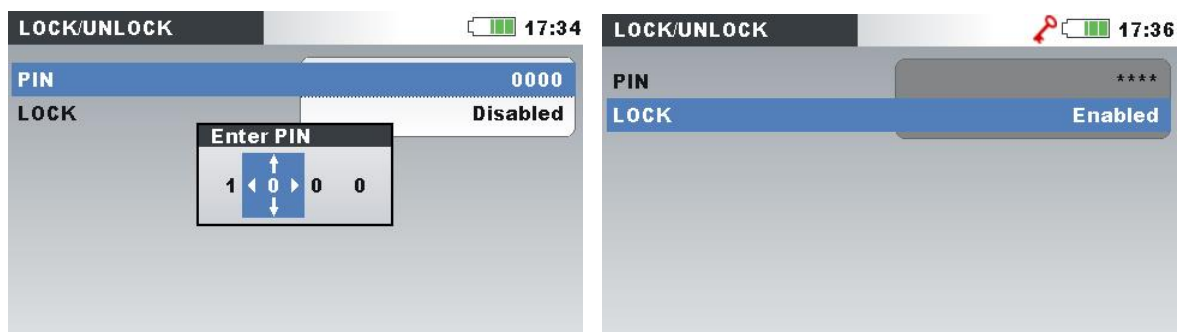 LOCK/UNLOCK 17:34
PIN 0000
LOCK Disabled
Enter PIN
1 0 0 0
LOCK/UNLOCK 17:36
PIN ****
LOCK Enabled